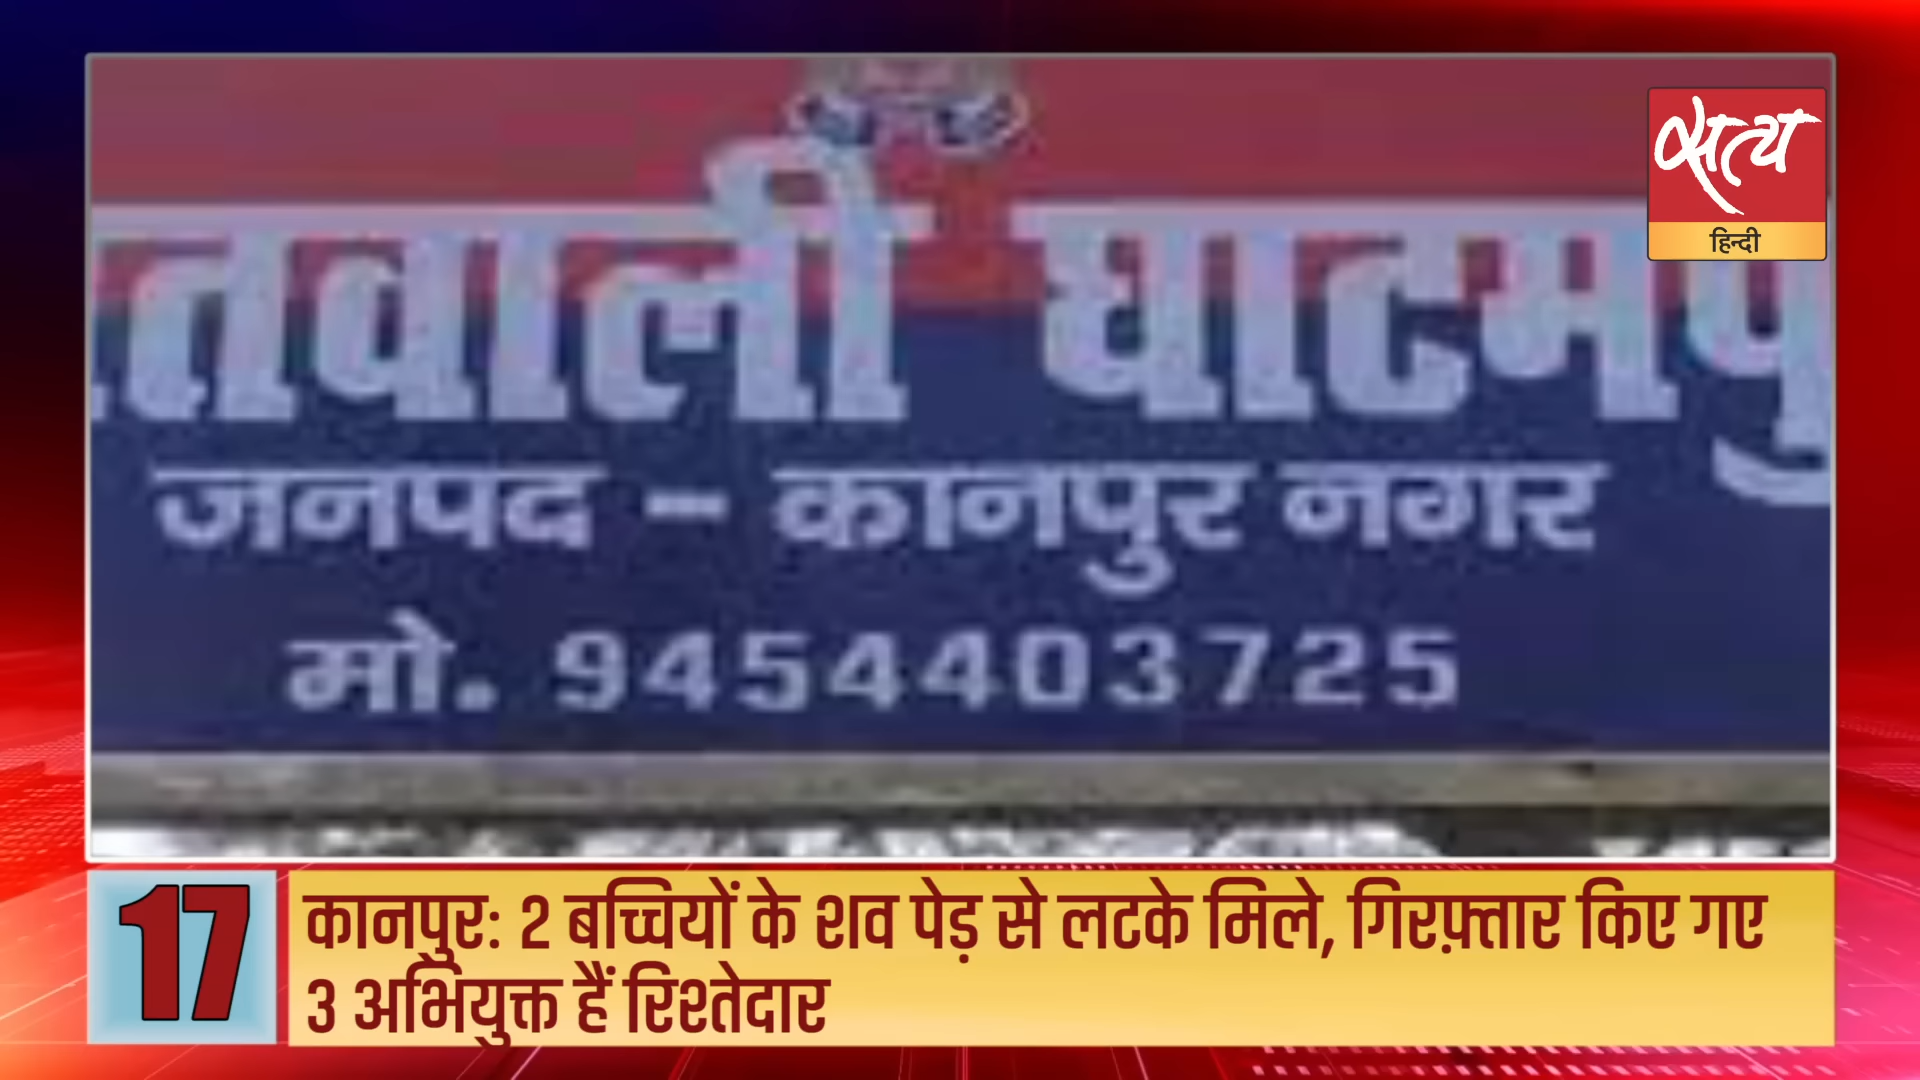 सत्य
हिन्दी
तवाली घाटमपु
जनपद - कानपुर नगर
मो. 9454403725
17
कानपुर: 2 बच्चियों के शव पेड़ से लटके मिले, गिरफ़्तार किए गए
3 अभियुक्त हैं रिश्तेदार